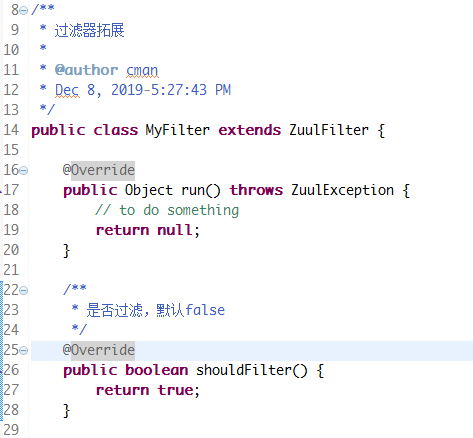 8 /**
9  * 过滤器拓展
10  *
11  * @author cman
12  * Dec 8, 2019-5:27:43 PM
13  */
14 public class MyFilter extends ZuulFilter {
15
16     @Override
17     public Object run() throws ZuulException {
18         // to do something
19         return null;
20     }
21
22     /**
23      * 是否过滤，默认false
24      */
25     @Override
26     public boolean shouldFilter() {
27         return true;
28     }
29